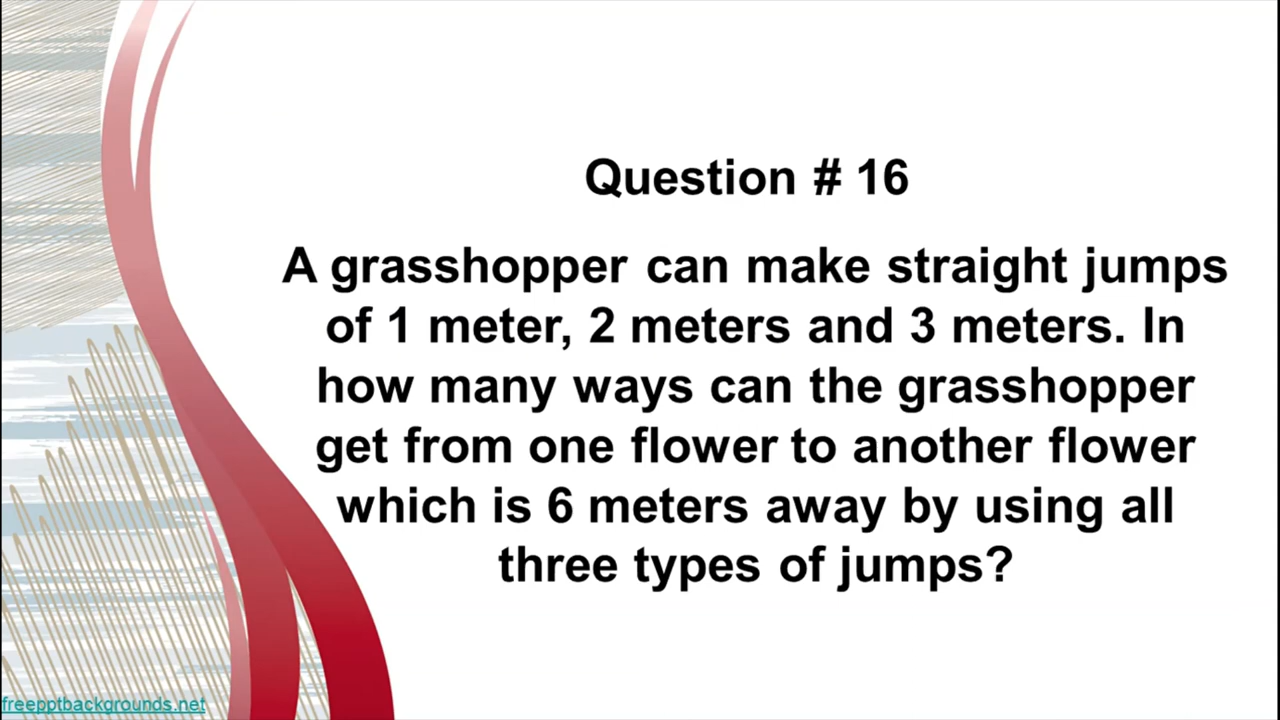 Question # 16
A grasshopper can make straight jumps
of 1 meter, 2 meters and 3 meters. In
how many ways can the grasshopper
get from one flower to another flower
which is 6 meters away by using all
three types of jumps?
freepptbackgrounds.net